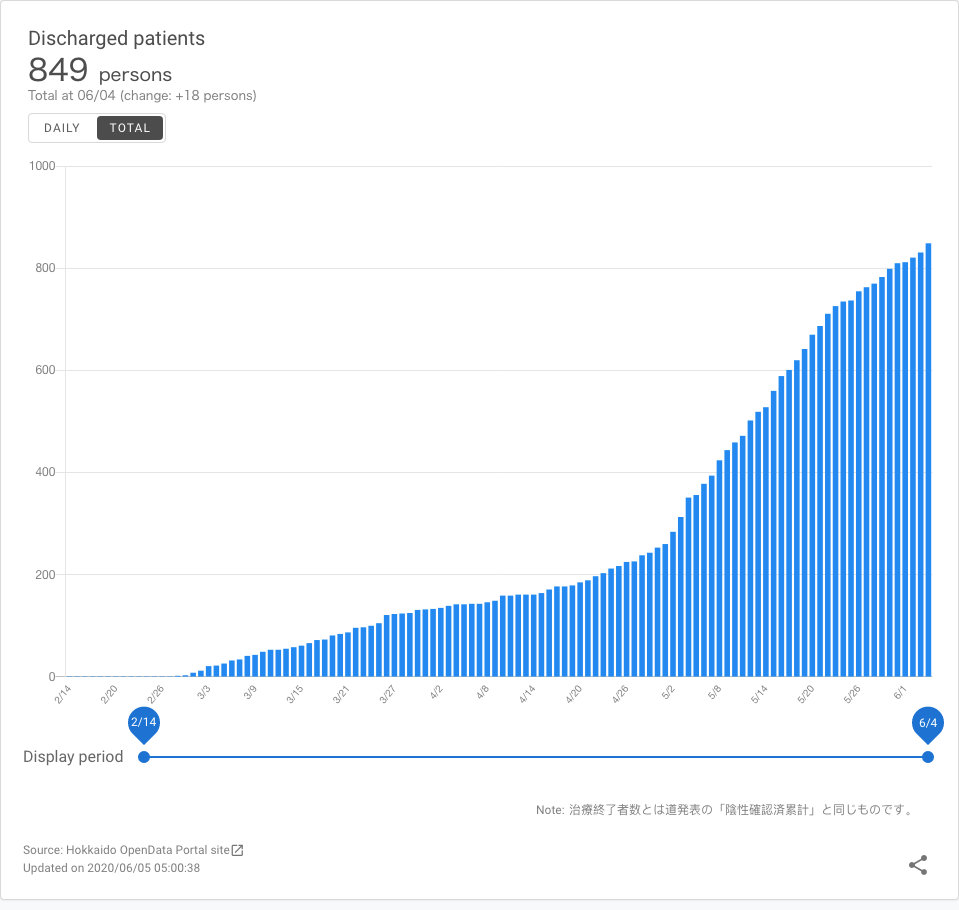 Discharged patients
849 persons
Total at 06/04 (change: +18 persons)
DAILY TOTAL
1000
800
600
400
200
0
2/14 2/20 2/26 3/3 3/9 3/15 3/21 3/27 4/2 4/8 4/14 4/20 4/26 5/2 5/8 5/14 5/20 5/26 6/1
2/14 6/4
Display period
Note: 治療終了者数とは道発表の「陰性確認済累計」と同じものです。
Source: Hokkaido OpenData Portal site
Updated on 2020/06/05 05:00:38